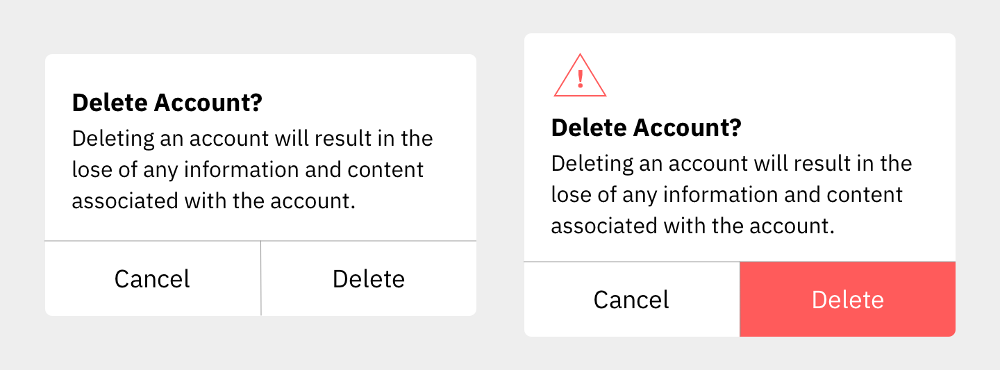 Delete Account?
Deleting an account will result in the
lose of any information and content
associated with the account.
Cancel
Delete
!
Delete Account?
Deleting an account will result in the
lose of any information and content
associated with the account.
Cancel
Delete